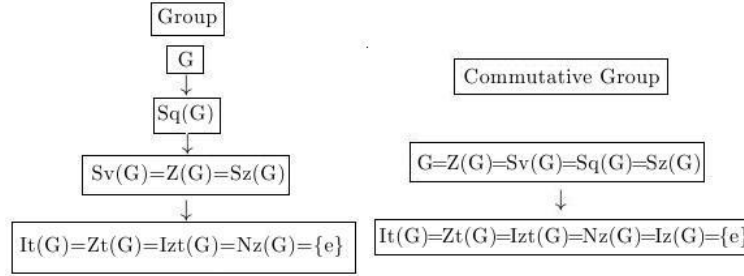 Group
G
Sq(G)
Sv(G)=Z(G)=Sz(G)
It(G)=Zt(G)=Izt(G)=Nz(G)={e}
Commutative Group
G=Z(G)=Sv(G)=Sq(G)=Sz(G)
It(G)=Zt(G)=Izt(G)=Nz(G)=Iz(G)={e}